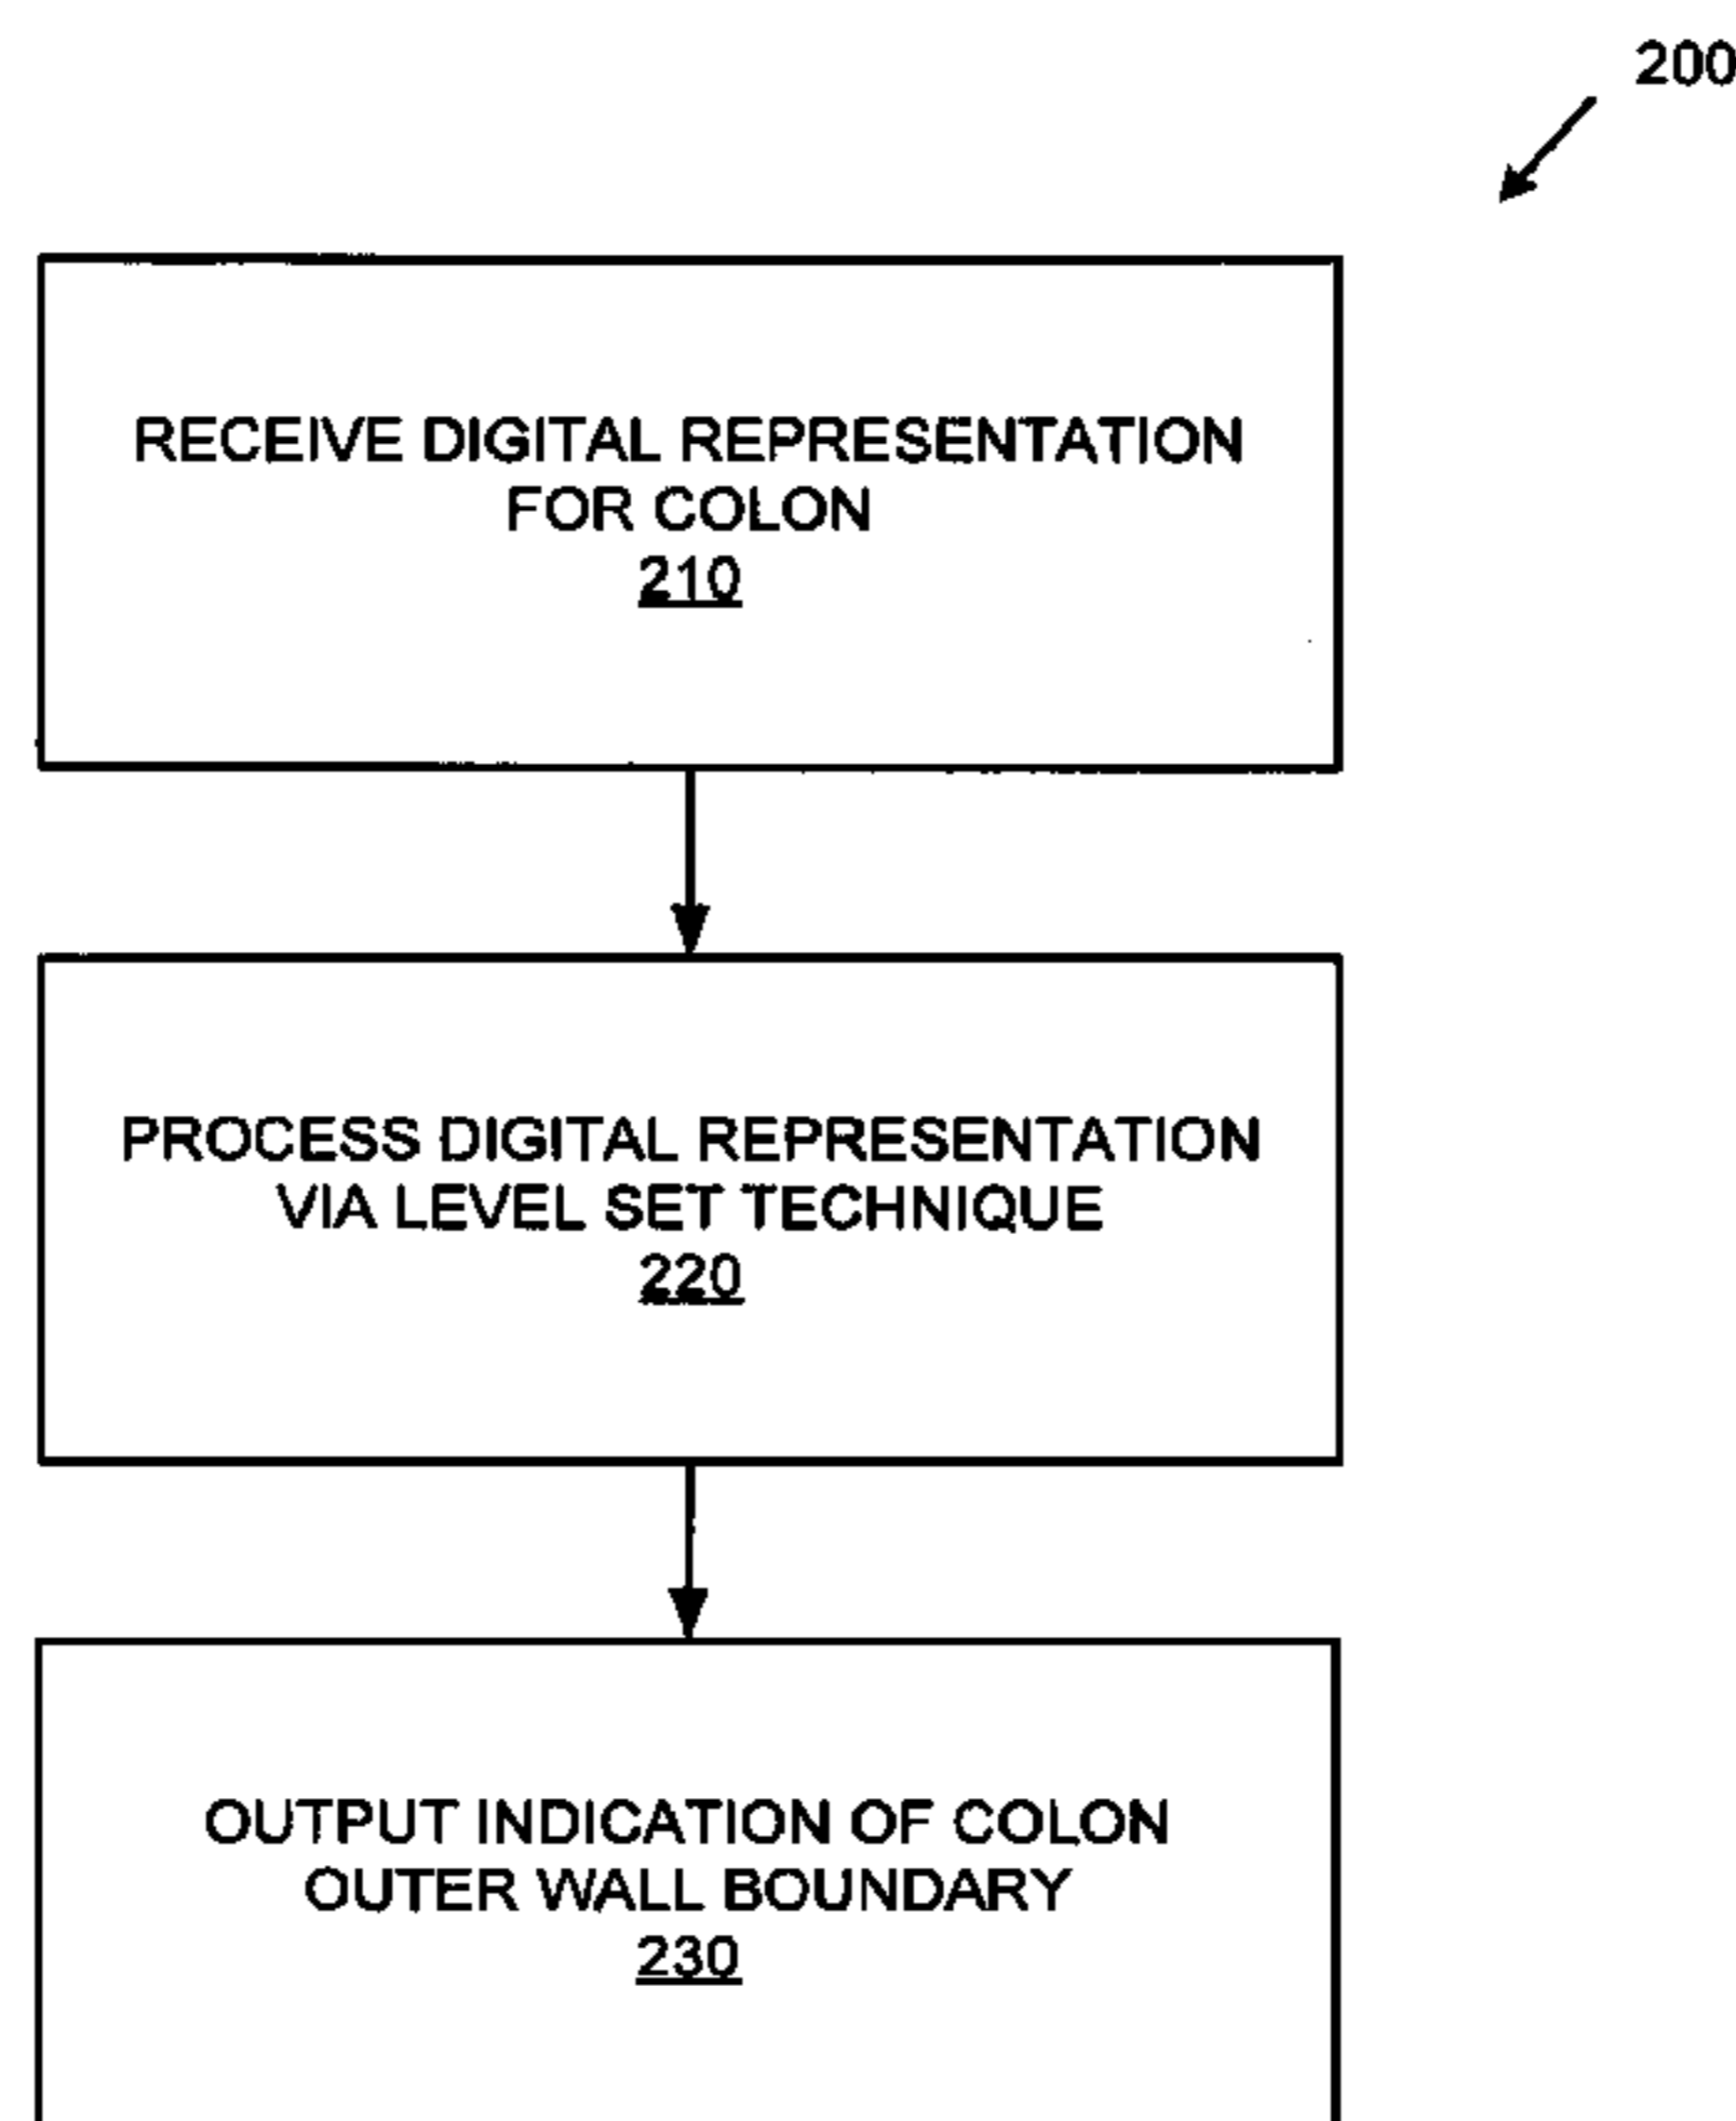 200
RECEIVE DIGITAL REPRESENTATION
FOR COLON
210
PROCESS DIGITAL REPRESENTATION
VIA LEVEL SET TECHNIQUE
220
OUTPUT INDICATION OF COLON
OUTER WALL BOUNDARY
230